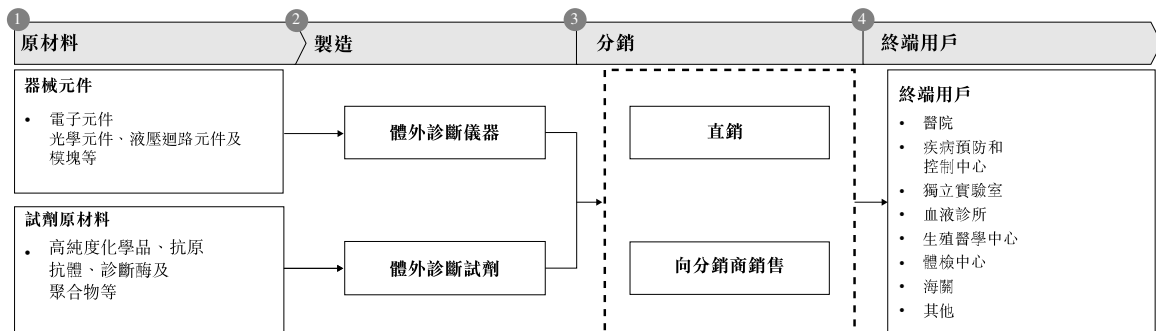 1
原材料
2
製造
3
分銷
4
終端用戶
器械元件
• 電子元件
光學元件、液壓迴路元件及
模塊等
試劑原材料
• 高純度化學品、抗原
抗體、診斷酶及
聚合物等
體外診斷儀器
體外診斷試劑
直銷
向分銷商銷售
終端用戶
• 醫院
• 疾病預防和
控制中心
• 獨立實驗室
• 血液診所
• 生殖醫學中心
• 體檢中心
• 海關
• 其他